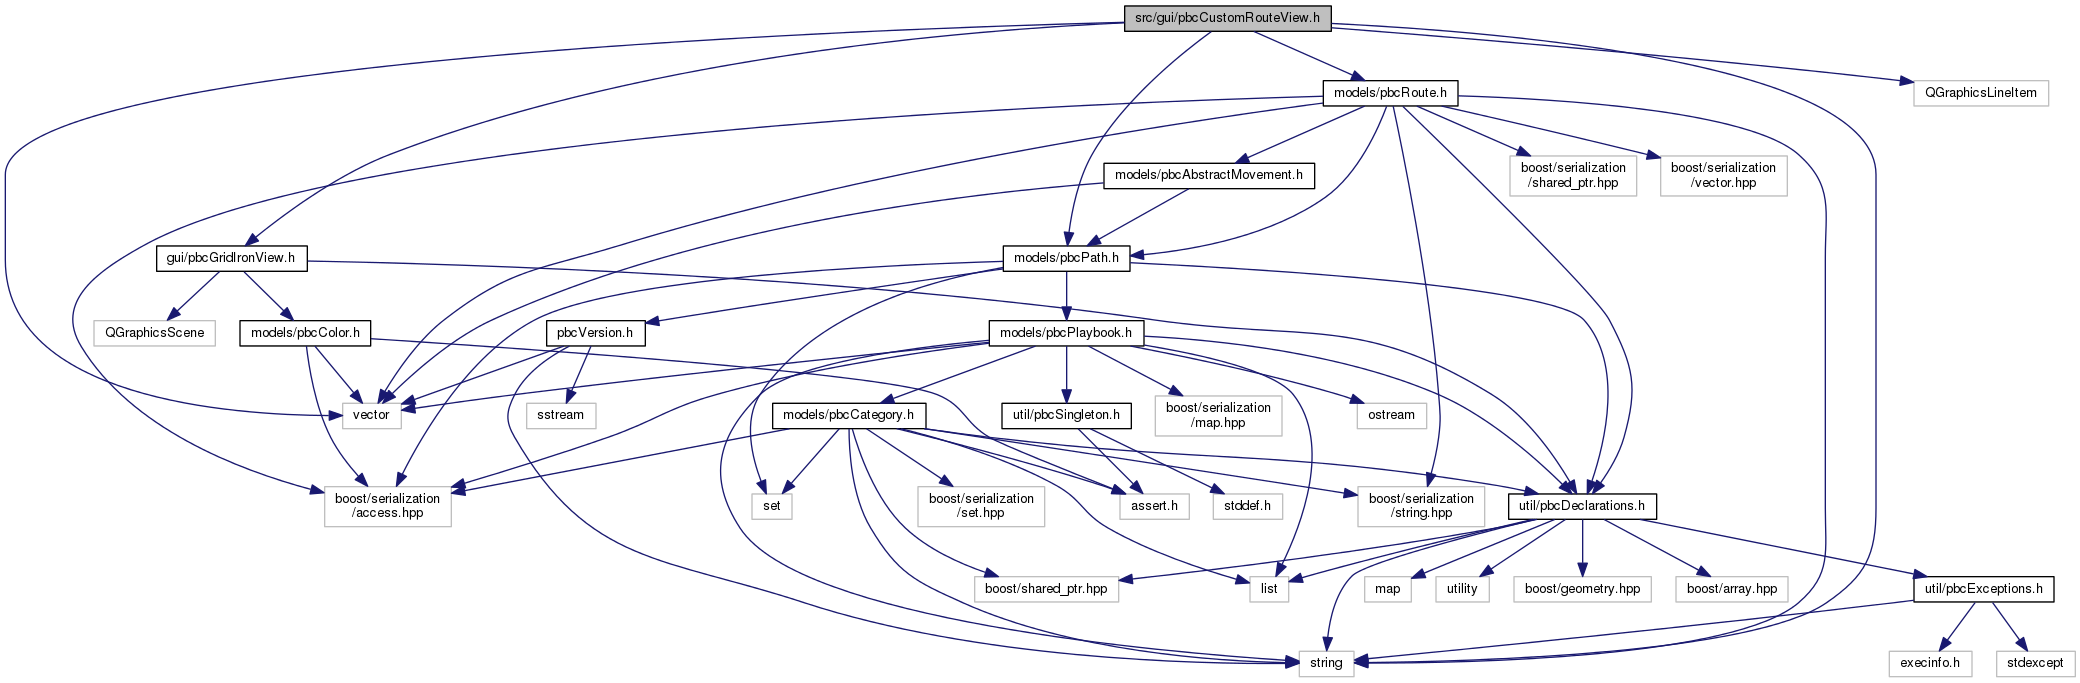 src/gui/pbcCustomRouteView.h
models/pbcRoute.h
QGraphicsLineItem
models/pbcAbstractMovement.h
boost/serialization
/shared_ptr.hpp
boost/serialization
/vector.hpp
gui/pbcGridIronView.h
models/pbcPath.h
QGraphicsScene
models/pbcColor.h
pbcVersion.h
models/pbcPlaybook.h
vector
sstream
models/pbcCategory.h
util/pbcSingleton.h
boost/serialization
/map.hpp
ostream
boost/serialization
/access.hpp
set
boost/serialization
/set.hpp
assert.h
stddef.h
boost/serialization
/string.hpp
util/pbcDeclarations.h
boost/shared_ptr.hpp
list
map
utility
boost/geometry.hpp
boost/array.hpp
util/pbcExceptions.h
string
execinfo.h
stdexcept